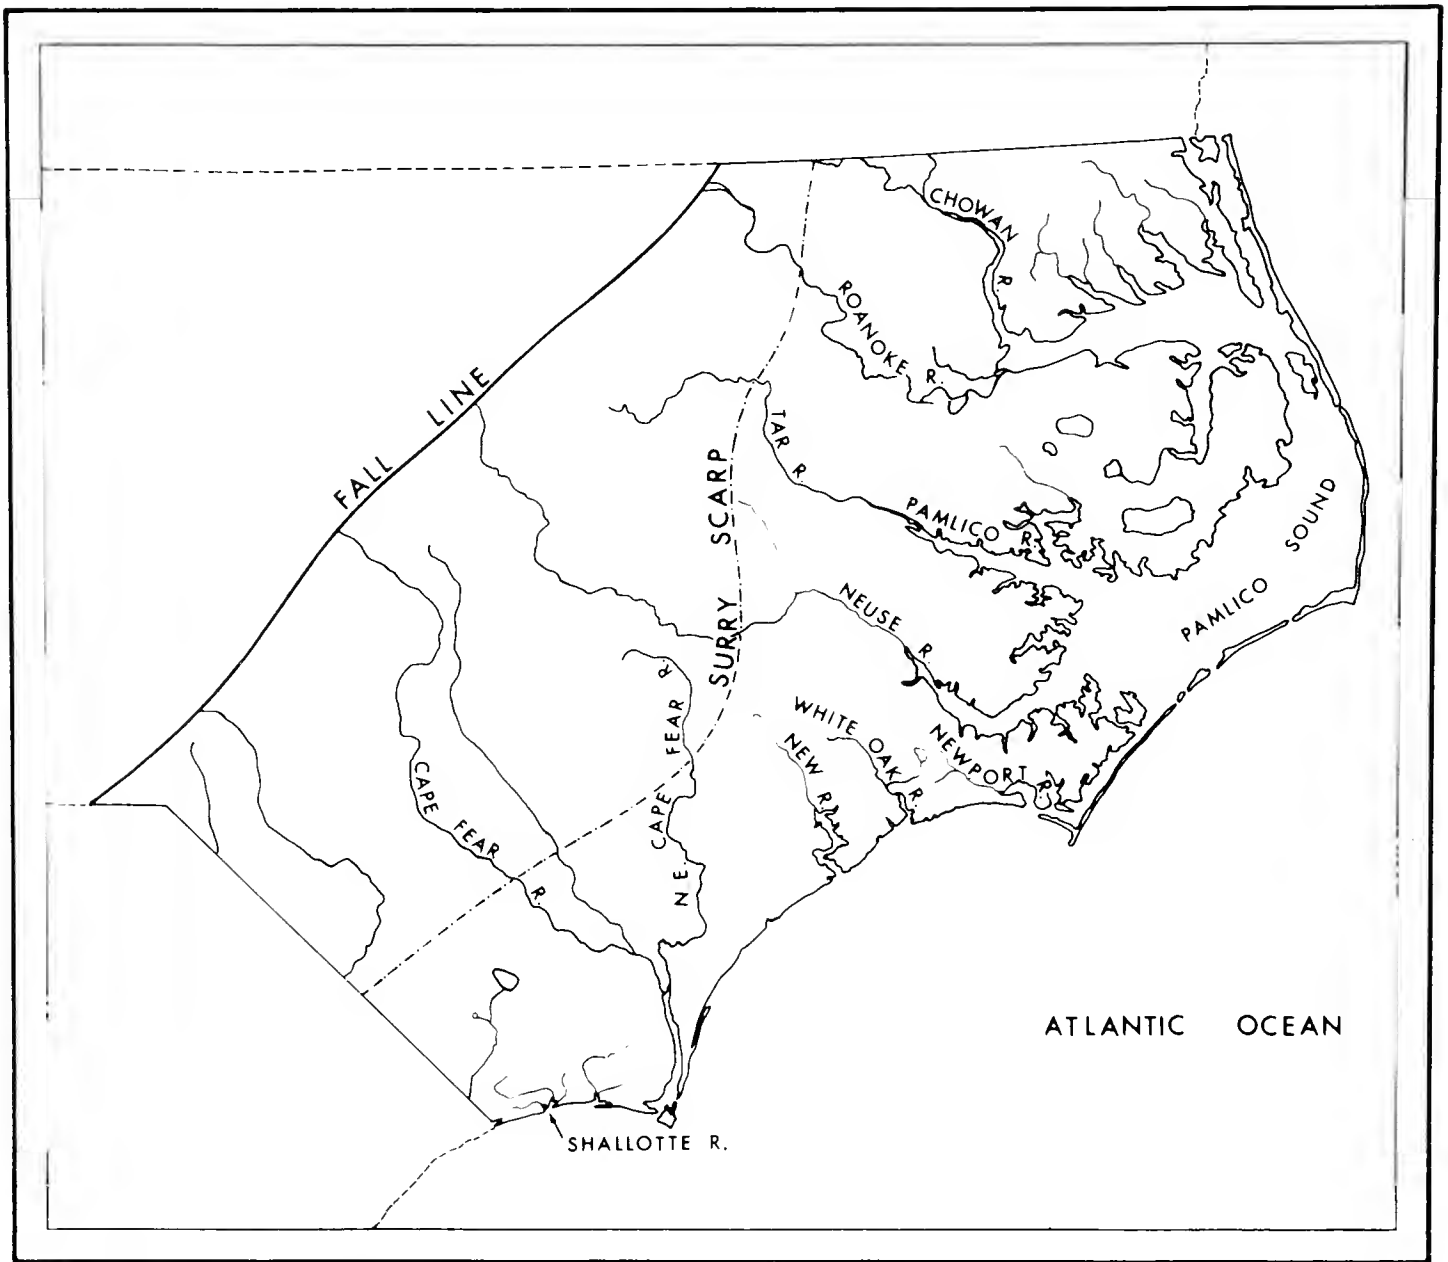 CHOWAN R.
ROANOKE R.
FALL LINE
TAR R.
SURRY SCARP
PAMLICO R.
PAMLICO SOUND
NEUSE R.
WHITE OAK R.
NEW R.
NEWPORT R.
N E CAPE FEAR R
CAPE FEAR R.
ATLANTIC OCEAN
SHALLOTTE R.